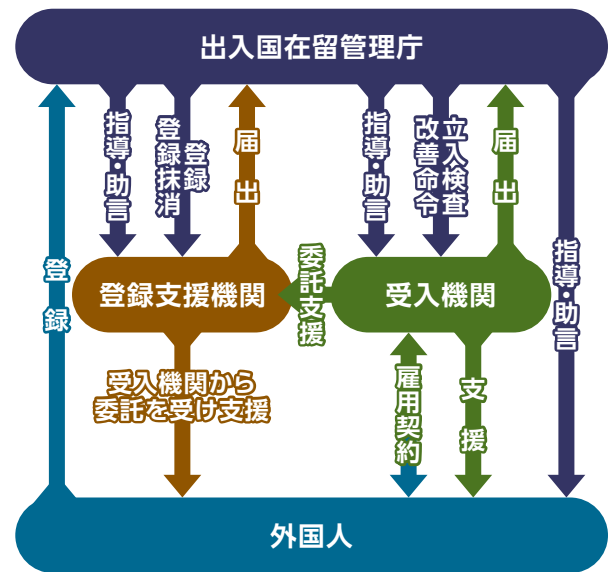 出入国在留管理庁
指導・助言
登録
登録抹消
届出
指導・助言
立入検査
改善命令
届出
登録
登録支援機関
委託支援
受入機関
指導・助言
受入機関から
委託を受け支援
雇用契約
支援
外国人